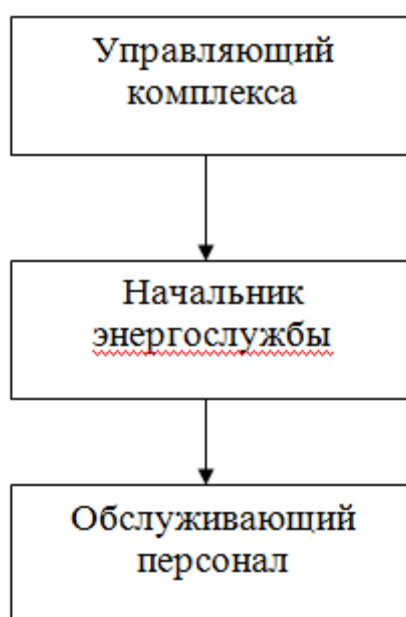 Управляющий
комплекса
Начальник
энергослужбы
Обслуживающий
персонал